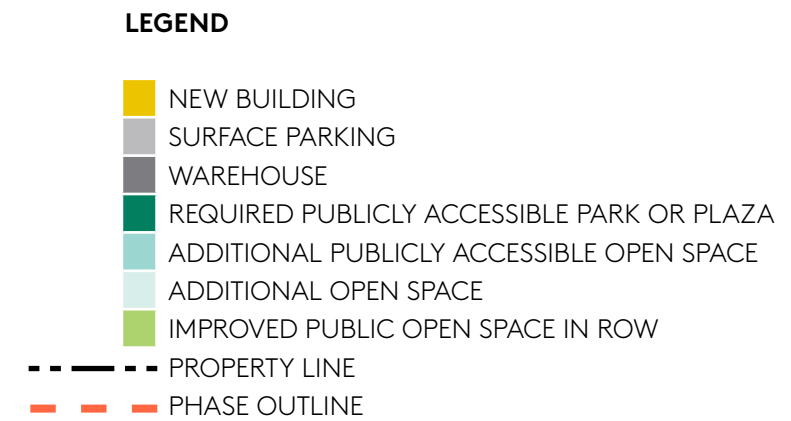 LEGEND
NEW BUILDING
SURFACE PARKING
WAREHOUSE
REQUIRED PUBLICLY ACCESSIBLE PARK OR PLAZA
ADDITIONAL PUBLICLY ACCESSIBLE OPEN SPACE
ADDITIONAL OPEN SPACE
IMPROVED PUBLIC OPEN SPACE IN ROW
PROPERTY LINE
PHASE OUTLINE